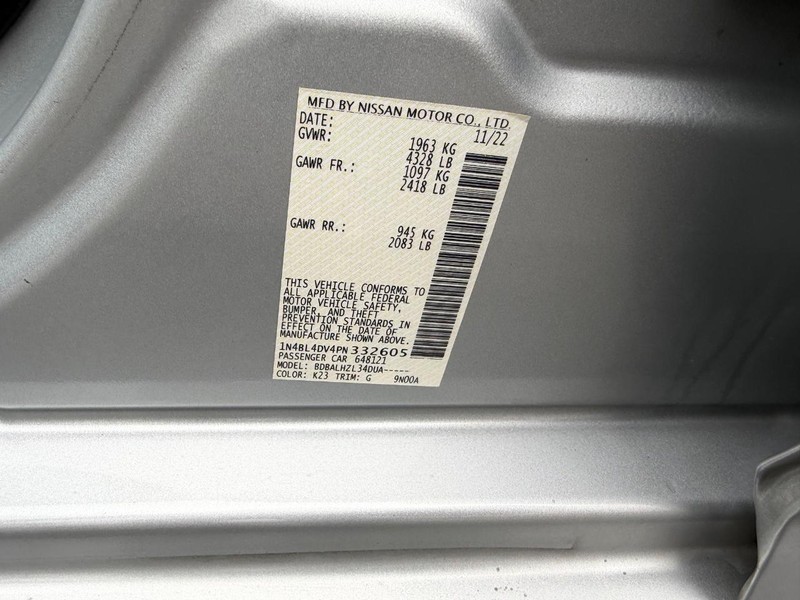 MFD BY NISSAN MOTOR CO., LTD.
DATE: 11/22
GVWR: 1963 KG
4328 LB
GAWR FR.: 1097 KG
2418 LB
GAWR RR.: 945 KG
2083 LB
THIS VEHICLE CONFORMS TO
ALL APPLICABLE FEDERAL
MOTOR VEHICLE SAFETY,
BUMPER, AND THEFT
PREVENTION STANDARDS IN
EFFECT ON THE DATE OF
MANUFACTURE SHOWN ABOVE.
1N4BL4DV4PN332605
PASSENGER CAR 648121
MODEL: BDBALHZL34DUA-----
COLOR: K23 TRIM: G 9N00A